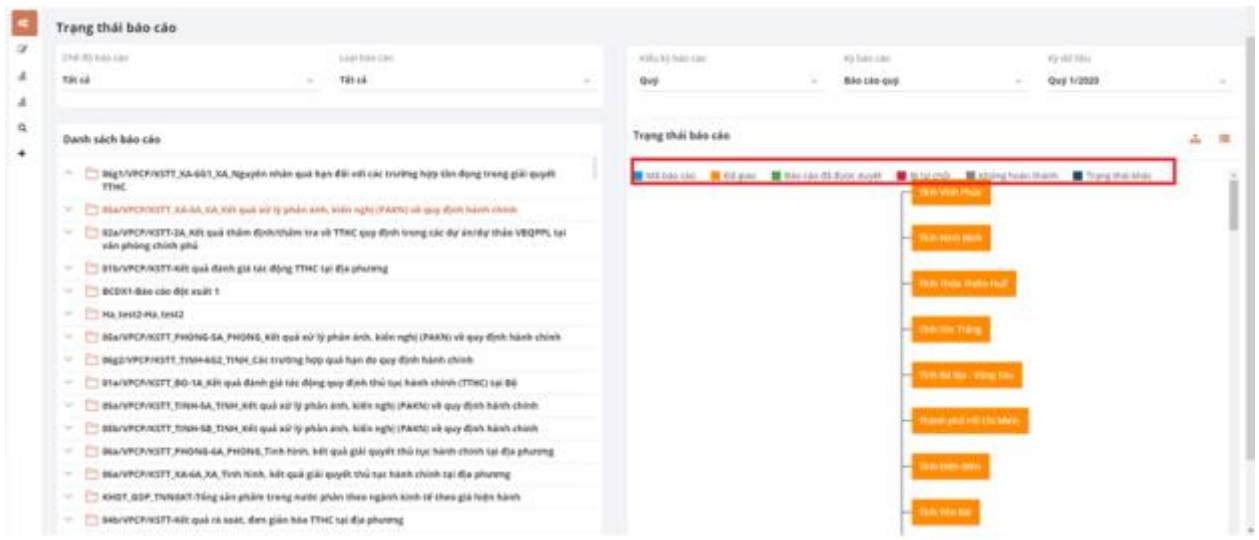 Trạng thái báo cáo
Chế độ báo cáo
Loại báo cáo
Tất cả
Tất cả
Kiểu kỳ báo cáo
Kỳ báo cáo
Kỳ dữ liệu
Quý
Báo cáo quý
Quý 1/2020
Danh sách báo cáo
06g1/VPCP/KSTT_XA-6G1_XA_Nguyên nhân quá hạn đối với các trường hợp tồn đọng trong giải quyết
TTHC
05a/VPCP/KSTT_XA-5A_XA_Kết quả xử lý phản ánh, kiến nghị (PAKN) về quy định hành chính
02a/VPCP/KSTT-2A_Kết quả thẩm định/thẩm tra về TTHC quy định trong các dự án/dự thảo VBQPPL tại
văn phòng chính phủ
01b/VPCP/KSTT-Kết quả đánh giá tác động TTHC tại địa phương
BCDX1-Báo cáo đột xuất 1
Ha_test2-Ha_test2
05a/VPCP/KSTT_PHONG-5A_PHONG_Kết quả xử lý phản ánh, kiến nghị (PAKN) về quy định hành chính
06g2/VPCP/KSTT_TINH-6G2_TINH_Các trường hợp quá hạn do quy định hành chính
01a/VPCP/KSTT_BO-1A_Kết quả đánh giá tác động quy định thủ tục hành chính (TTHC) tại Bộ
05a/VPCP/KSTT_TINH-5A_TINH_Kết quả xử lý phản ánh, kiến nghị (PAKN) về quy định hành chính
05b/VPCP/KSTT_TINH-5B_TINH_Kết quả xử lý phản ánh, kiến nghị (PAKN) về quy định hành chính
06a/VPCP/KSTT_PHONG-6A_PHONG_Tình hình, kết quả giải quyết thủ tục hành chính tại địa phương
06a/VPCP/KSTT_XA-6A_XA_Tình hình, kết quả giải quyết thủ tục hành chính tại địa phương
KHDT_GDP_TNN0AT-Tổng sản phẩm trong nước phân theo ngành kinh tế theo giá hiện hành
04b/VPCP/KSTT-Kết quả rà soát, đơn giản hóa TTHC tại địa phương
Trạng thái báo cáo
Mã báo cáo
Đã giao
Báo cáo đã được duyệt
Bị từ chối
Không hoàn thành
Trạng thái khác
Tỉnh Vĩnh Phúc
Tỉnh Nam Định
Tỉnh Thừa Thiên Huế
Tỉnh Sóc Trăng
Tỉnh Bà Rịa - Vũng Tàu
Thành phố Hồ Chí Minh
Tỉnh Điện Biên
Tỉnh Yên Bái